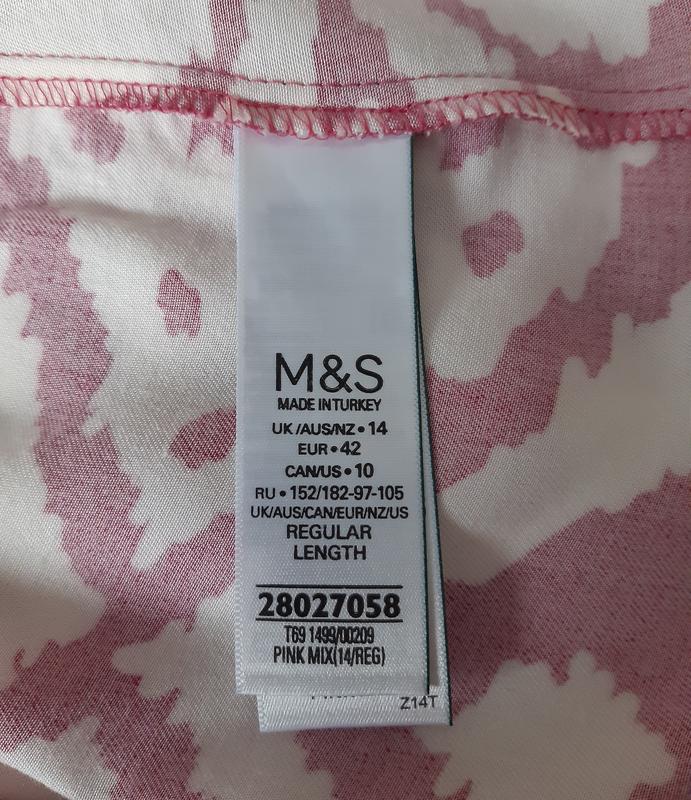 M&S
MADE IN TURKEY
UK/AUS/NZ • 14
EUR • 42
CAN/US • 10
RU • 152/182-97-105
UK/AUS/CAN/EUR/NZ/US
REGULAR
LENGTH
28027058
T69 1499/00209
PINK MIX(14/REG)
Z14T